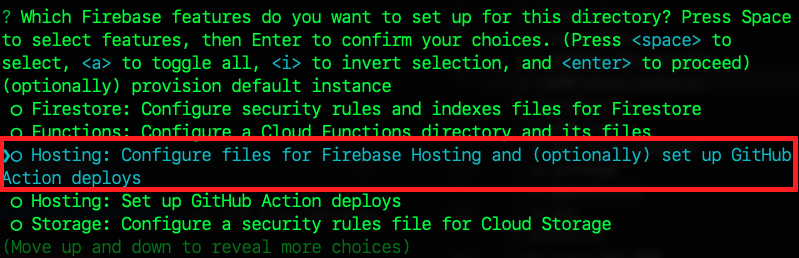 ? Which Firebase features do you want to set up for this directory? Press Space
to select features, then Enter to confirm your choices. (Press <space> to
select, <a> to toggle all, <i> to invert selection, and <enter> to proceed)
(optionally) provision default instance
○ Firestore: Configure security rules and indexes files for Firestore
○ Functions: Configure a Cloud Functions directory and its files
❯○ Hosting: Configure files for Firebase Hosting and (optionally) set up GitHub
Action deploys
○ Hosting: Set up GitHub Action deploys
○ Storage: Configure a security rules file for Cloud Storage
(Move up and down to reveal more choices)